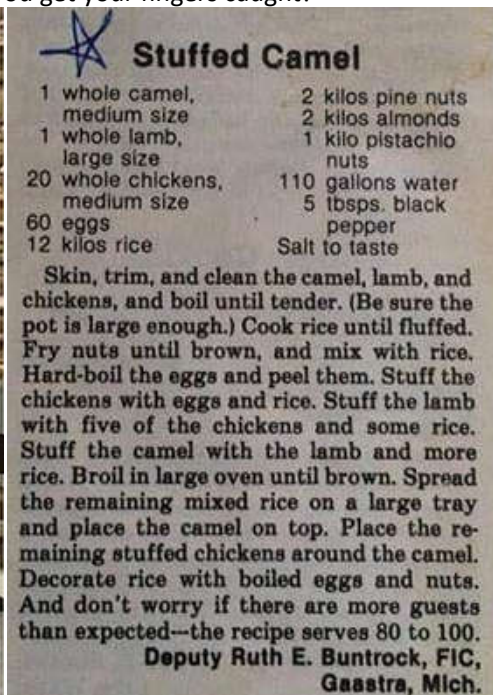 ou get your fingers caught?
Stuffed Camel
1 whole camel,
medium size
1 whole lamb,
large size
20 whole chickens,
medium size
60 eggs
12 kilos rice
2 kilos pine nuts
2 kilos almonds
1 kilo pistachio
nuts
110 gallons water
5 tbsps. black
pepper
Salt to taste
Skin, trim, and clean the camel, lamb, and
chickens, and boil until tender. (Be sure the
pot is large enough.) Cook rice until fluffed.
Fry nuts until brown, and mix with rice.
Hard-boil the eggs and peel them. Stuff the
chickens with eggs and rice. Stuff the lamb
with five of the chickens and some rice.
Stuff the camel with the lamb and more
rice. Broil in large oven until brown. Spread
the remaining mixed rice on a large tray
and place the camel on top. Place the re-
maining stuffed chickens around the camel.
Decorate rice with boiled eggs and nuts.
And don't worry if there are more guests
than expected—the recipe serves 80 to 100.
Deputy Ruth E. Buntrock, FIC,
Gaastra, Mich.